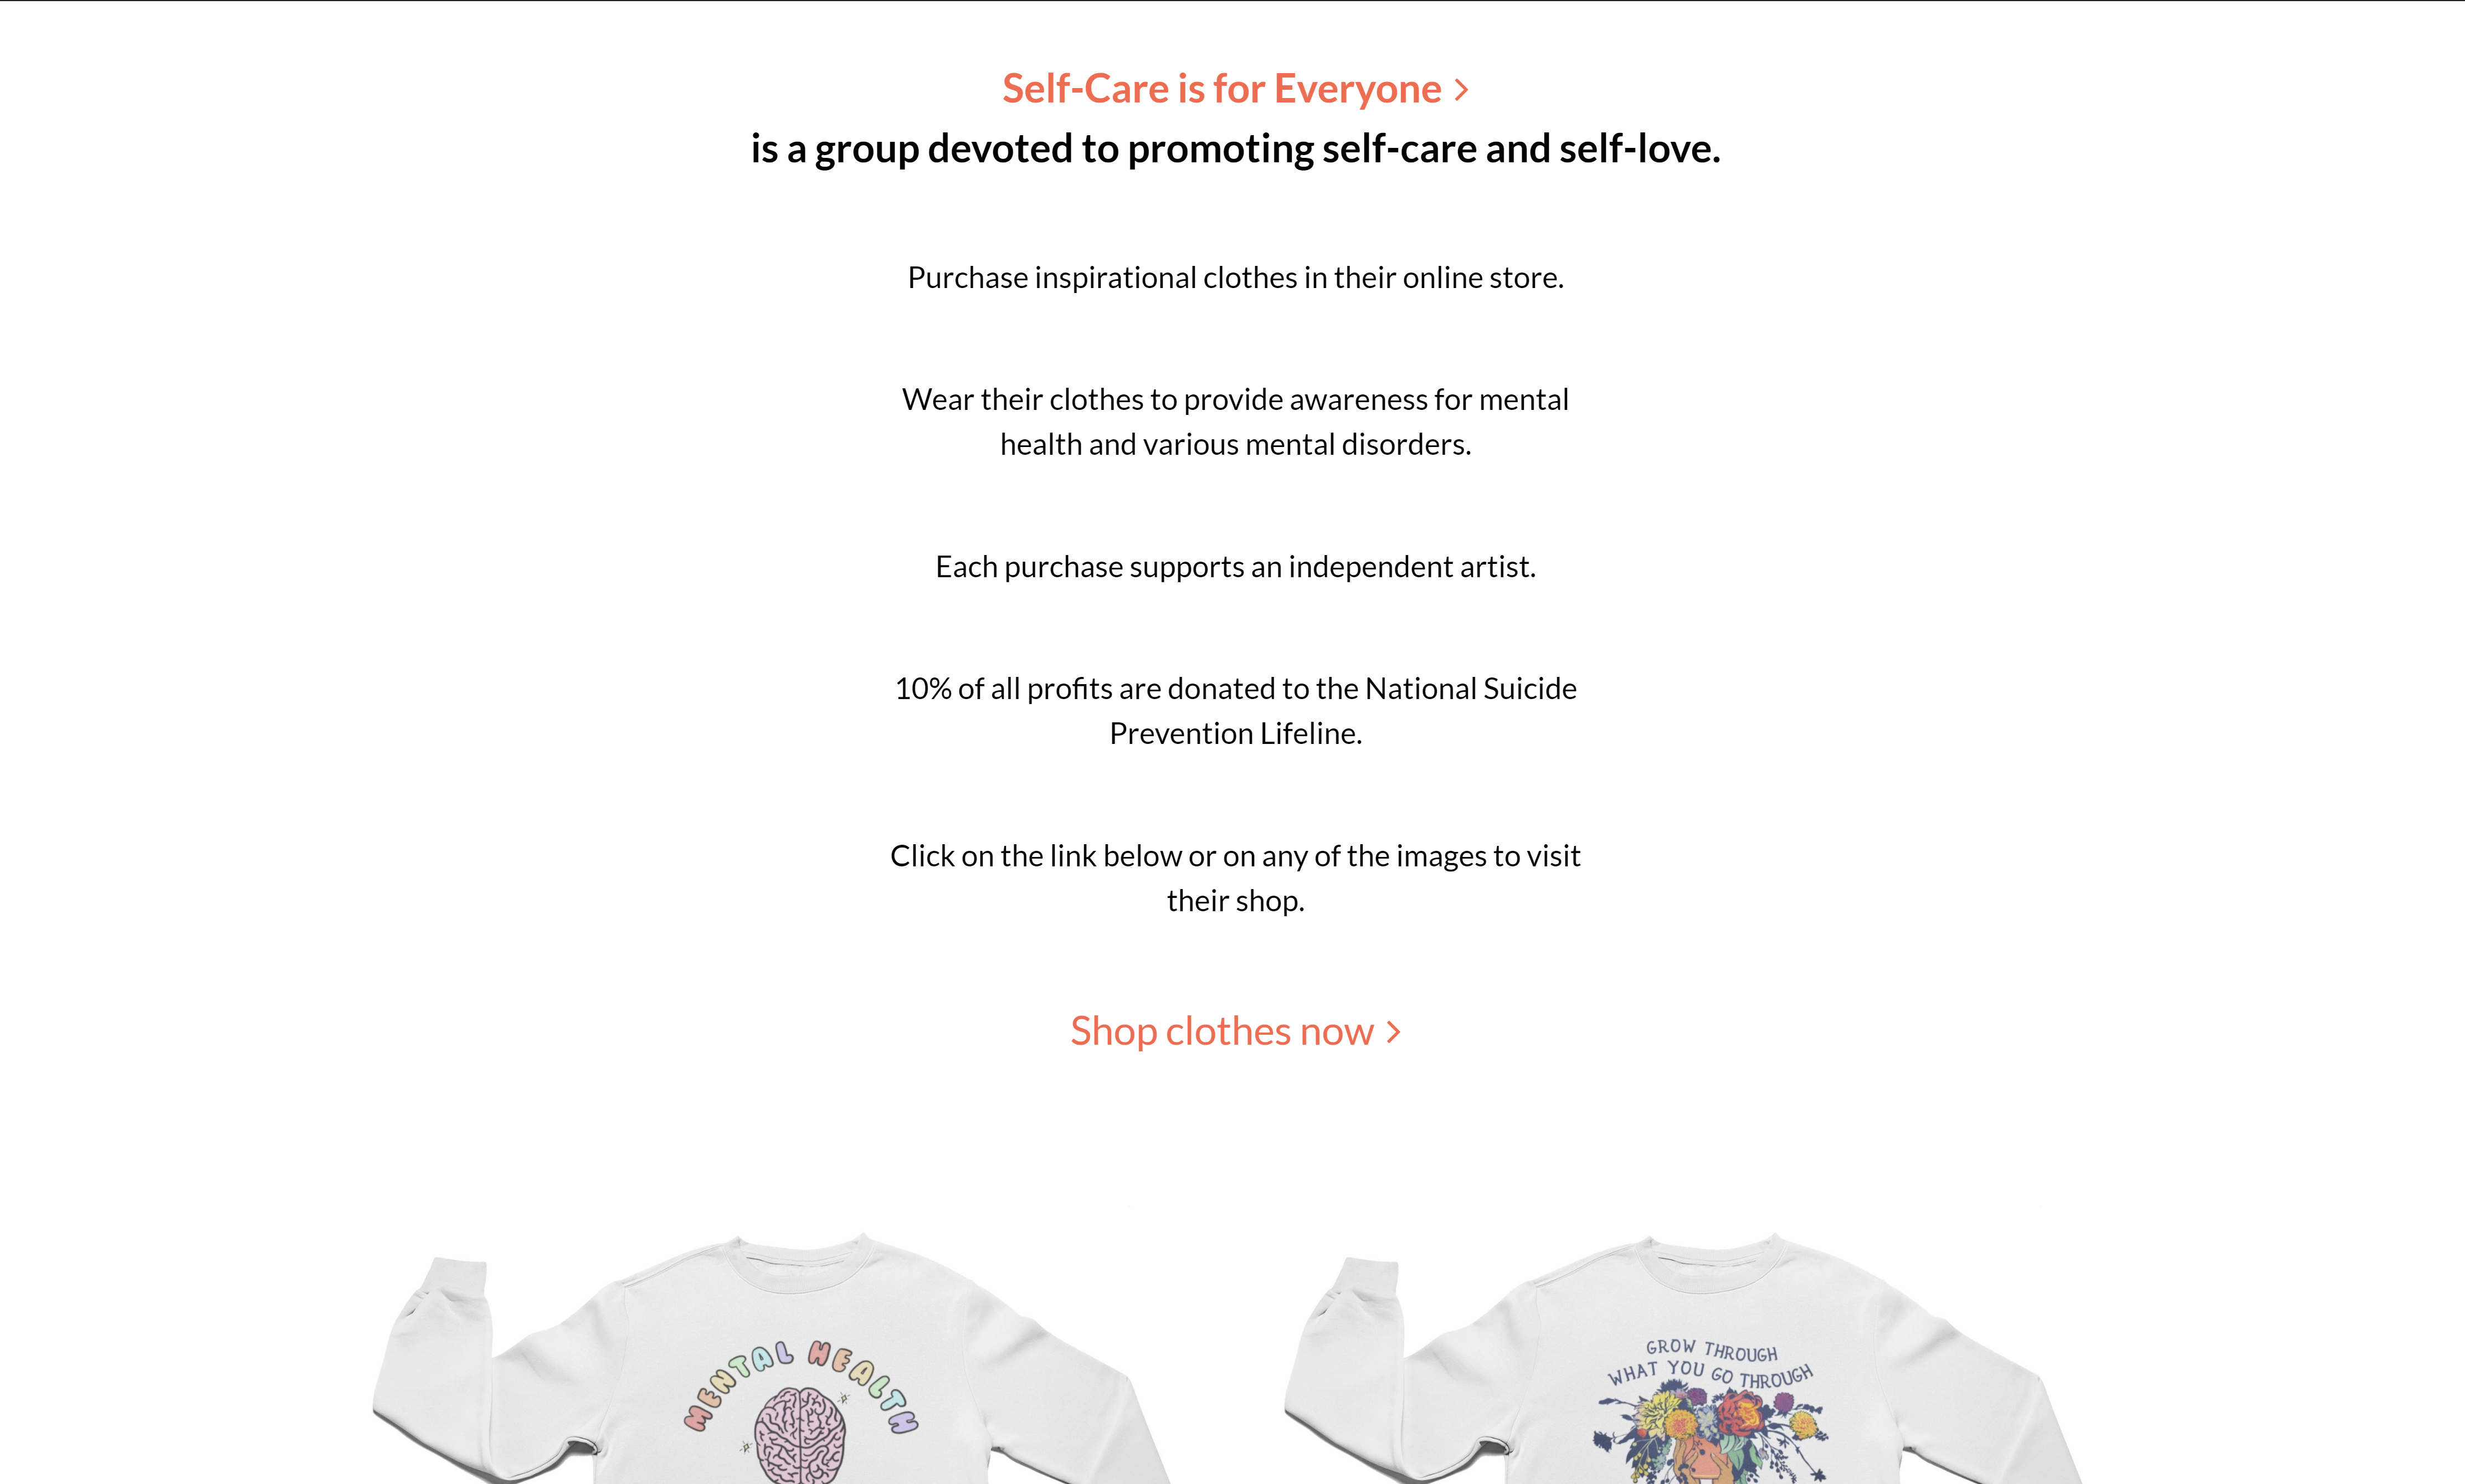 Self-Care is for Everyone >
is a group devoted to promoting self-care and self-love.
Purchase inspirational clothes in their online store.
Wear their clothes to provide awareness for mental
health and various mental disorders.
Each purchase supports an independent artist.
10% of all profits are donated to the National Suicide
Prevention Lifeline.
Click on the link below or on any of the images to visit
their shop.
Shop clothes now >
MENTAL HEALTH
GROW THROUGH
WHAT YOU GO THROUGH